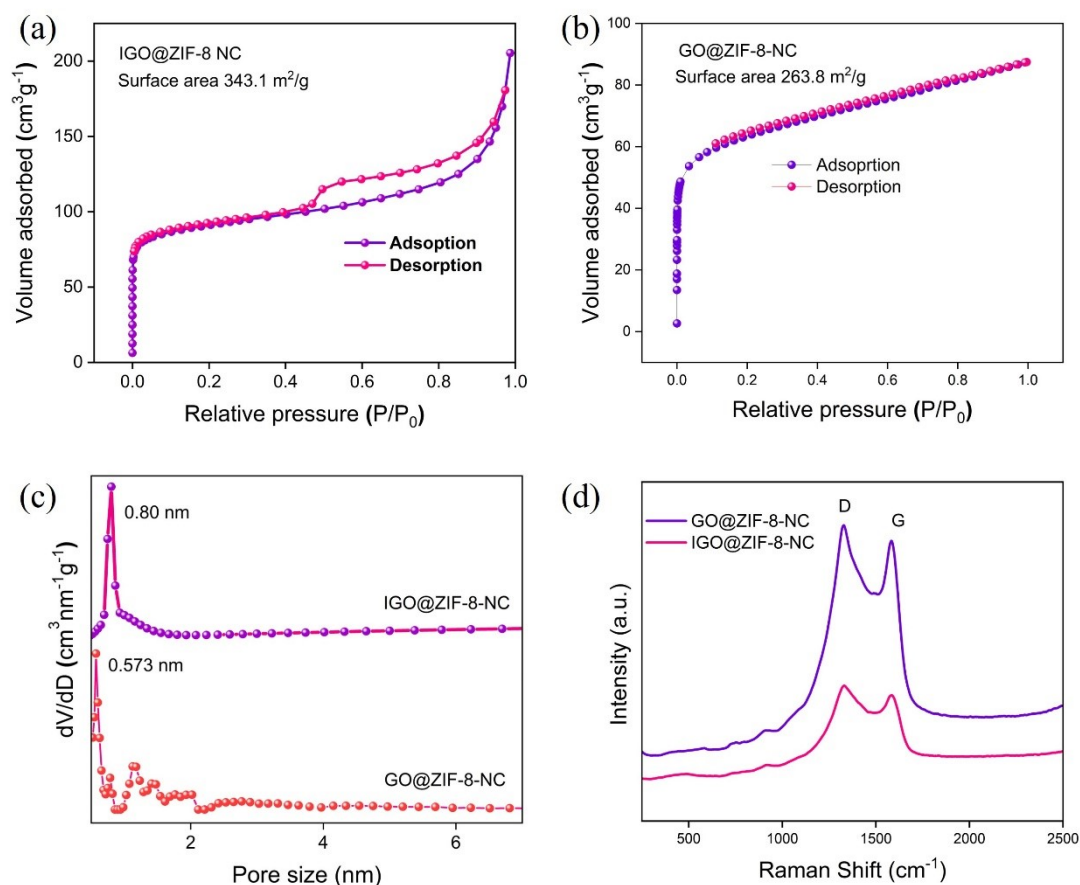 (a)
IGO@ZIF-8 NC
Surface area 343.1 m²/g
Volume adsorbed (cm³g⁻¹)
200
150
100
50
0
Adsoption
Desorption
0.0 0.2 0.4 0.6 0.8 1.0
Relative pressure (P/P₀)
(b)
GO@ZIF-8-NC
Surface area 263.8 m²/g
Volume adsorbed (cm³g⁻¹)
100
80
60
40
20
0
Adsoprtion
Desorption
0.0 0.2 0.4 0.6 0.8 1.0
Relative pressure (P/P₀)
(c)
0.80 nm
IGO@ZIF-8-NC
0.573 nm
GO@ZIF-8-NC
dV/dD (cm³nm⁻¹g⁻¹)
2 4 6
Pore size (nm)
(d)
D G
GO@ZIF-8-NC
IGO@ZIF-8-NC
Intensity (a.u.)
500 1000 1500 2000 2500
Raman Shift (cm⁻¹)